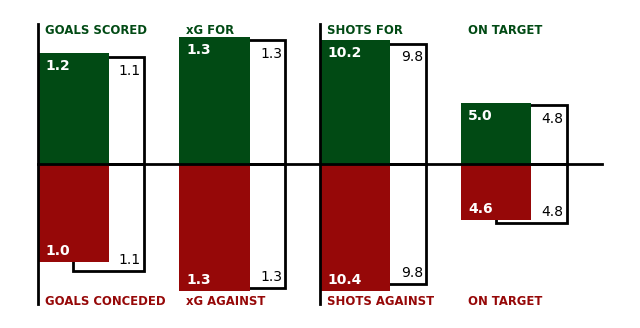 GOALS SCORED xG FOR SHOTS FOR ON TARGET
1.2 1.1 1.3 1.3 10.2 9.8 5.0 4.8
1.0 1.1 1.3 1.3 10.4 9.8 4.6 4.8
GOALS CONCEDED xG AGAINST SHOTS AGAINST ON TARGET